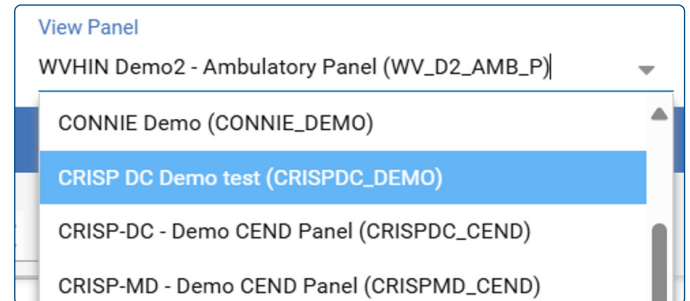 View Panel
WVHIN Demo2 - Ambulatory Panel (WV_D2_AMB_P)
CONNIE Demo (CONNIE_DEMO)
CRISP DC Demo test (CRISPDC_DEMO)
CRISP-DC - Demo CEND Panel (CRISPDC_CEND)
CRISP-MD - Demo CEND Panel (CRISPMD_CEND)